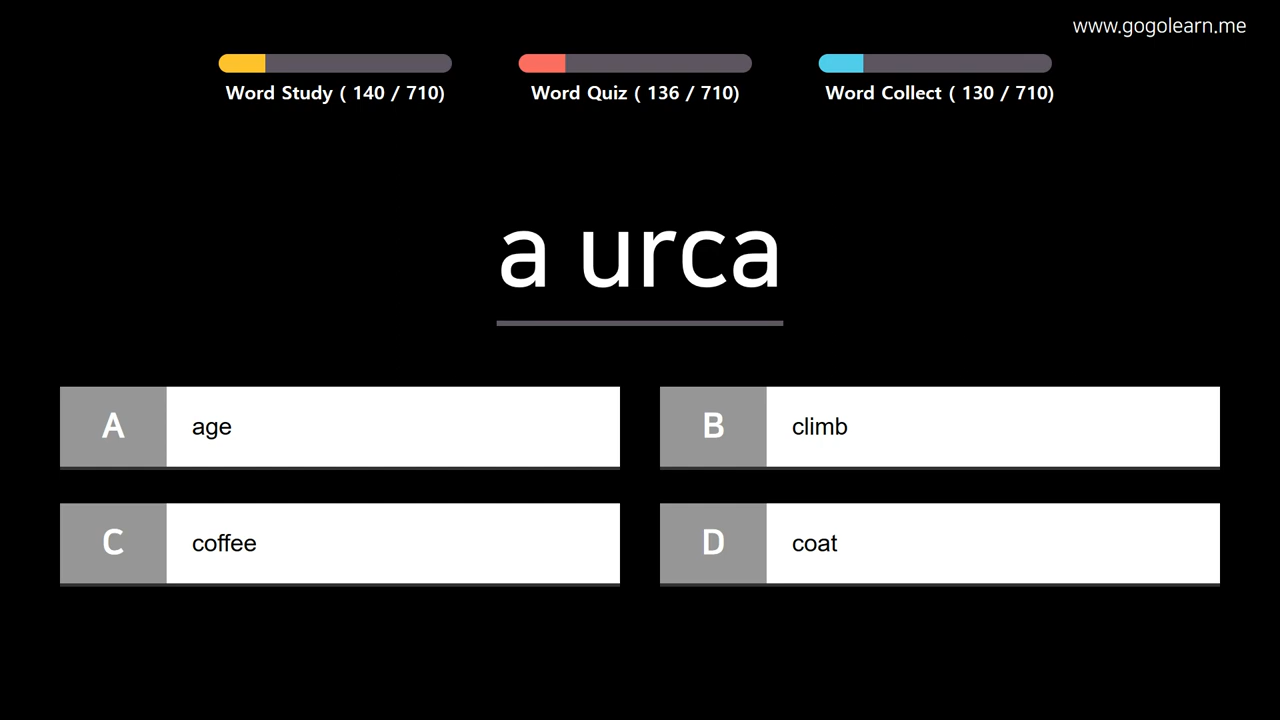 www.gogolearn.me
Word Study ( 140 / 710)
Word Quiz ( 136 / 710)
Word Collect ( 130 / 710)
a urca
A age
B climb
C coffee
D coat